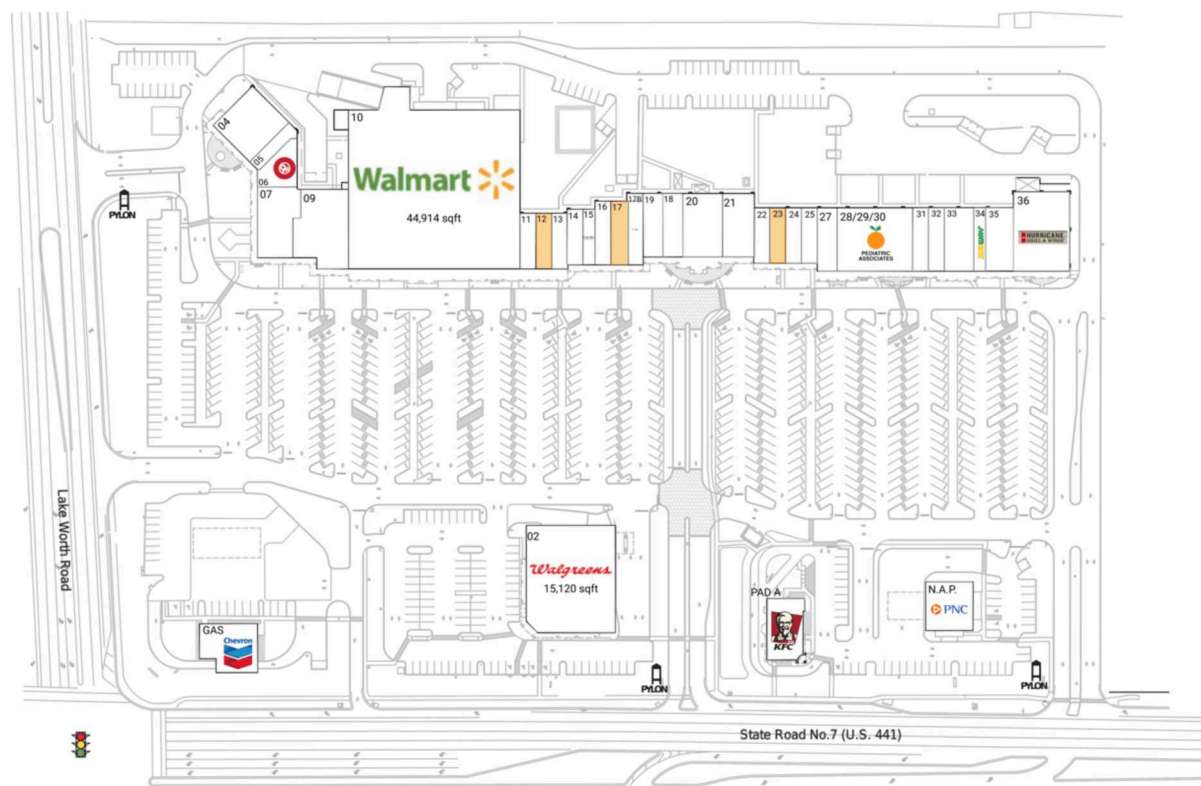 04
05
06
07
09
10
Walmart
44,914 sqft
11
12
13
14
15
16
17
17B
19
18
20
21
22
23
24
25
27
28/29/30
PEDIATRIC
ASSOCIATES
31
32
33
34
35
36
HURRICANE
GRILL & WINGS
PYLON
Lake Worth Road
02
Walgreens
15,120 sqft
GAS
Chevron
PAD A
KFC
N.A.P.
PNC
PYLON
PYLON
State Road No.7 (U.S. 441)